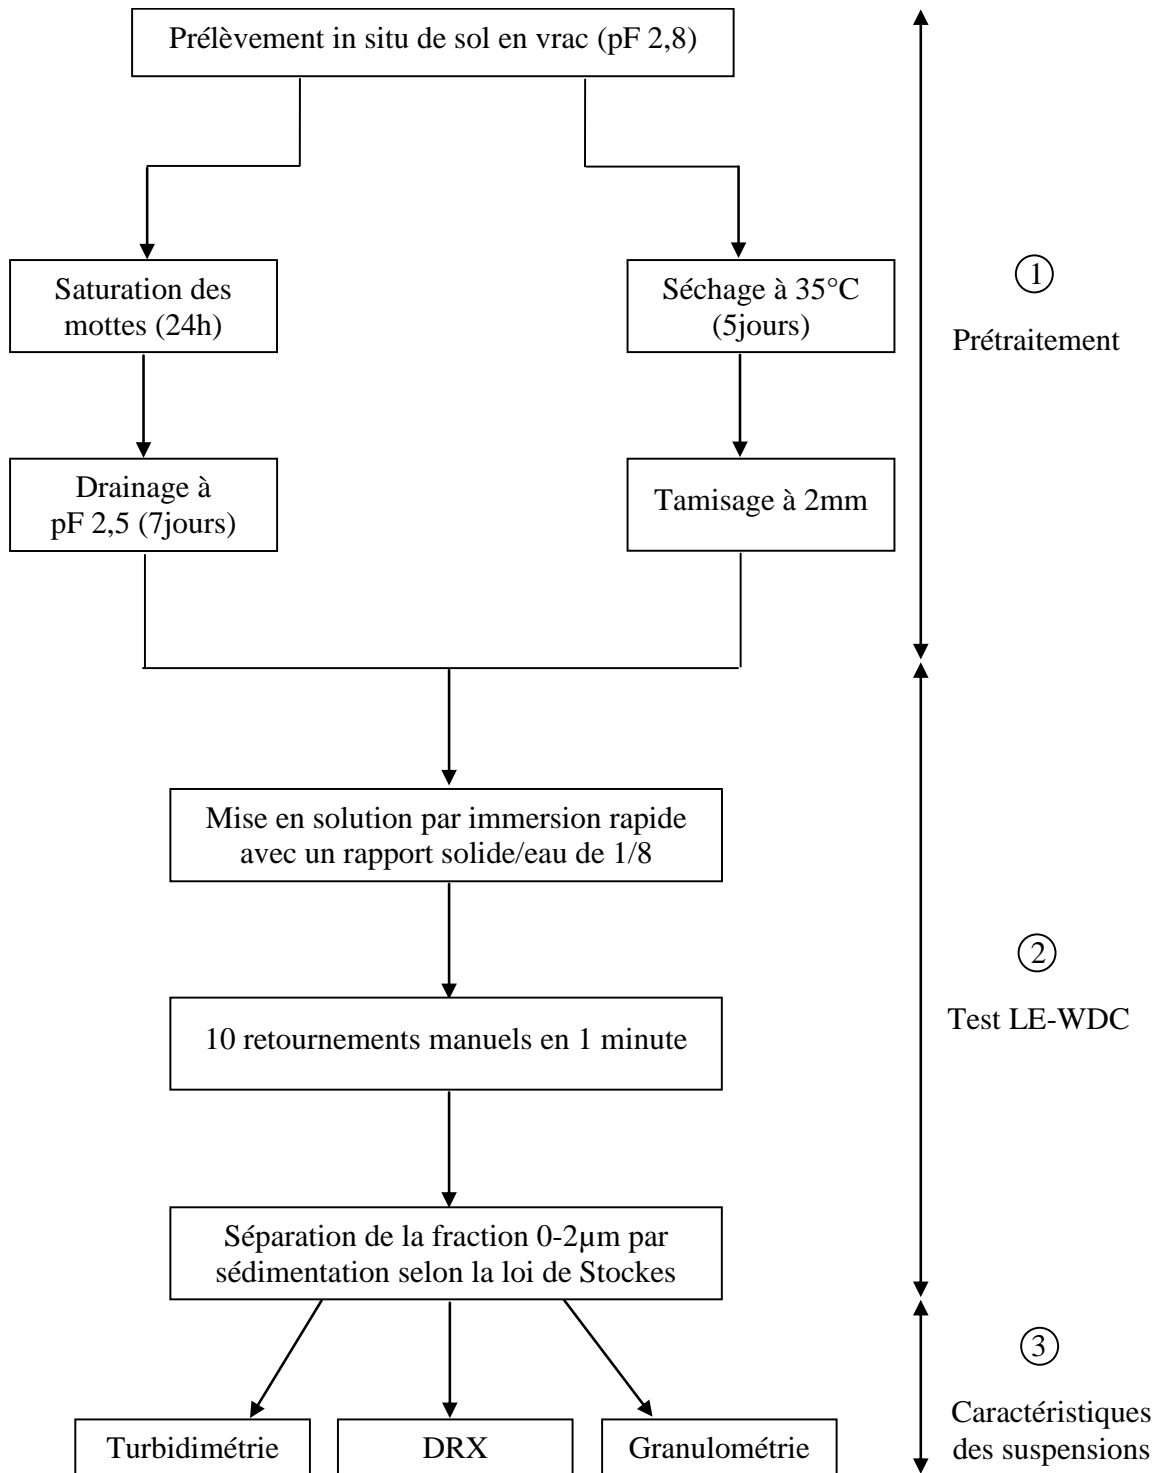 Prélèvement in situ de sol en vrac (pF 2,8)
Saturation des
mottes (24h)
Séchage à 35°C
(5jours)
1
Prétraitement
Drainage à
pF 2,5 (7jours)
Tamisage à 2mm
Mise en solution par immersion rapide
avec un rapport solide/eau de 1/8
10 retournements manuels en 1 minute
2
Test LE-WDC
Séparation de la fraction 0-2µm par
sédimentation selon la loi de Stockes
3
Caractéristiques
des suspensions
Turbidimétrie
DRX
Granulométrie